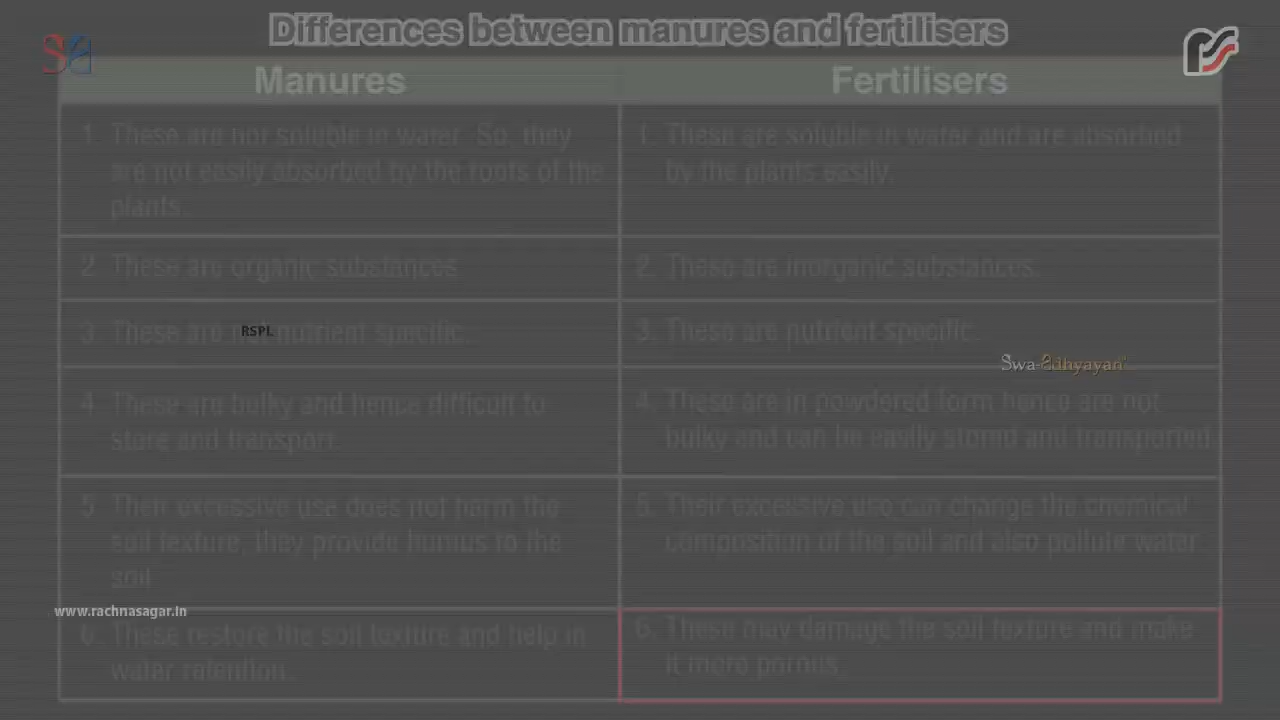 Differences between manures and fertilisers
Manures
Fertilisers
1. These are not soluble in water. So, they
are not easily absorbed by the roots of the
plants.
1. These are soluble in water and are absorbed
by the plants easily.
2. These are organic substances.
2. These are inorganic substances.
3. These are not nutrient specific.
RSPL
3. These are nutrient specific.
Swa-Adhyayan
4. These are bulky and hence difficult to
store and transport.
4. These are in powdered form hence are not
bulky and can be easily stored and transported.
5. Their excessive use does not harm the
soil texture, they provide humus to the
soil.
5. Their excessive use can change the chemical
composition of the soil and also pollute water.
www.rachnasagar.in
6. These restore the soil texture and help in
water retention.
6. These may damage the soil texture and make
it more porous.